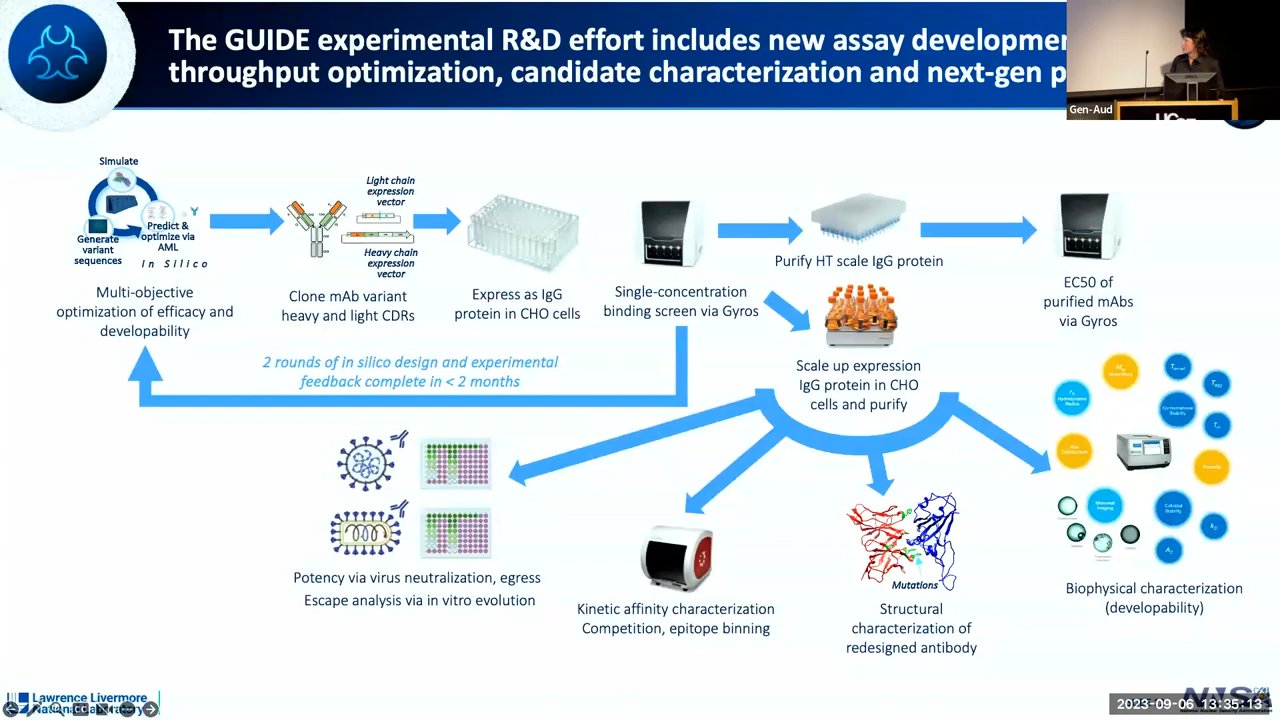 The GUIDE experimental R&D effort includes new assay
throughput optimization, candidate characterization and next-gen
Gen-Aud
Simulate
Generate
variant
sequences
Predict &
optimize via
AML
In Silico
Multi-objective
optimization of efficacy and
developability
Light chain
expression
vector
Heavy chain
expression
vector
Clone mAb variant
heavy and light CDRs
Express as IgG
protein in CHO cells
Single-concentration
binding screen via Gyros
Purify HT scale IgG protein
EC50 of
purified mAbs
via Gyros
2 rounds of in silico design and experimental
feedback complete in < 2 months
Scale up expression
IgG protein in CHO
cells and purify
Potency via virus neutralization, egress
Escape analysis via in vitro evolution
Kinetic affinity characterization
Competition, epitope binning
Mutations
Structural
characterization of
redesigned antibody
Conformational
Stability
Colloidal
Stability
Biophysical characterization
(developability)
Lawrence Livermore
National Laboratory
2023-09-06 13:35:13